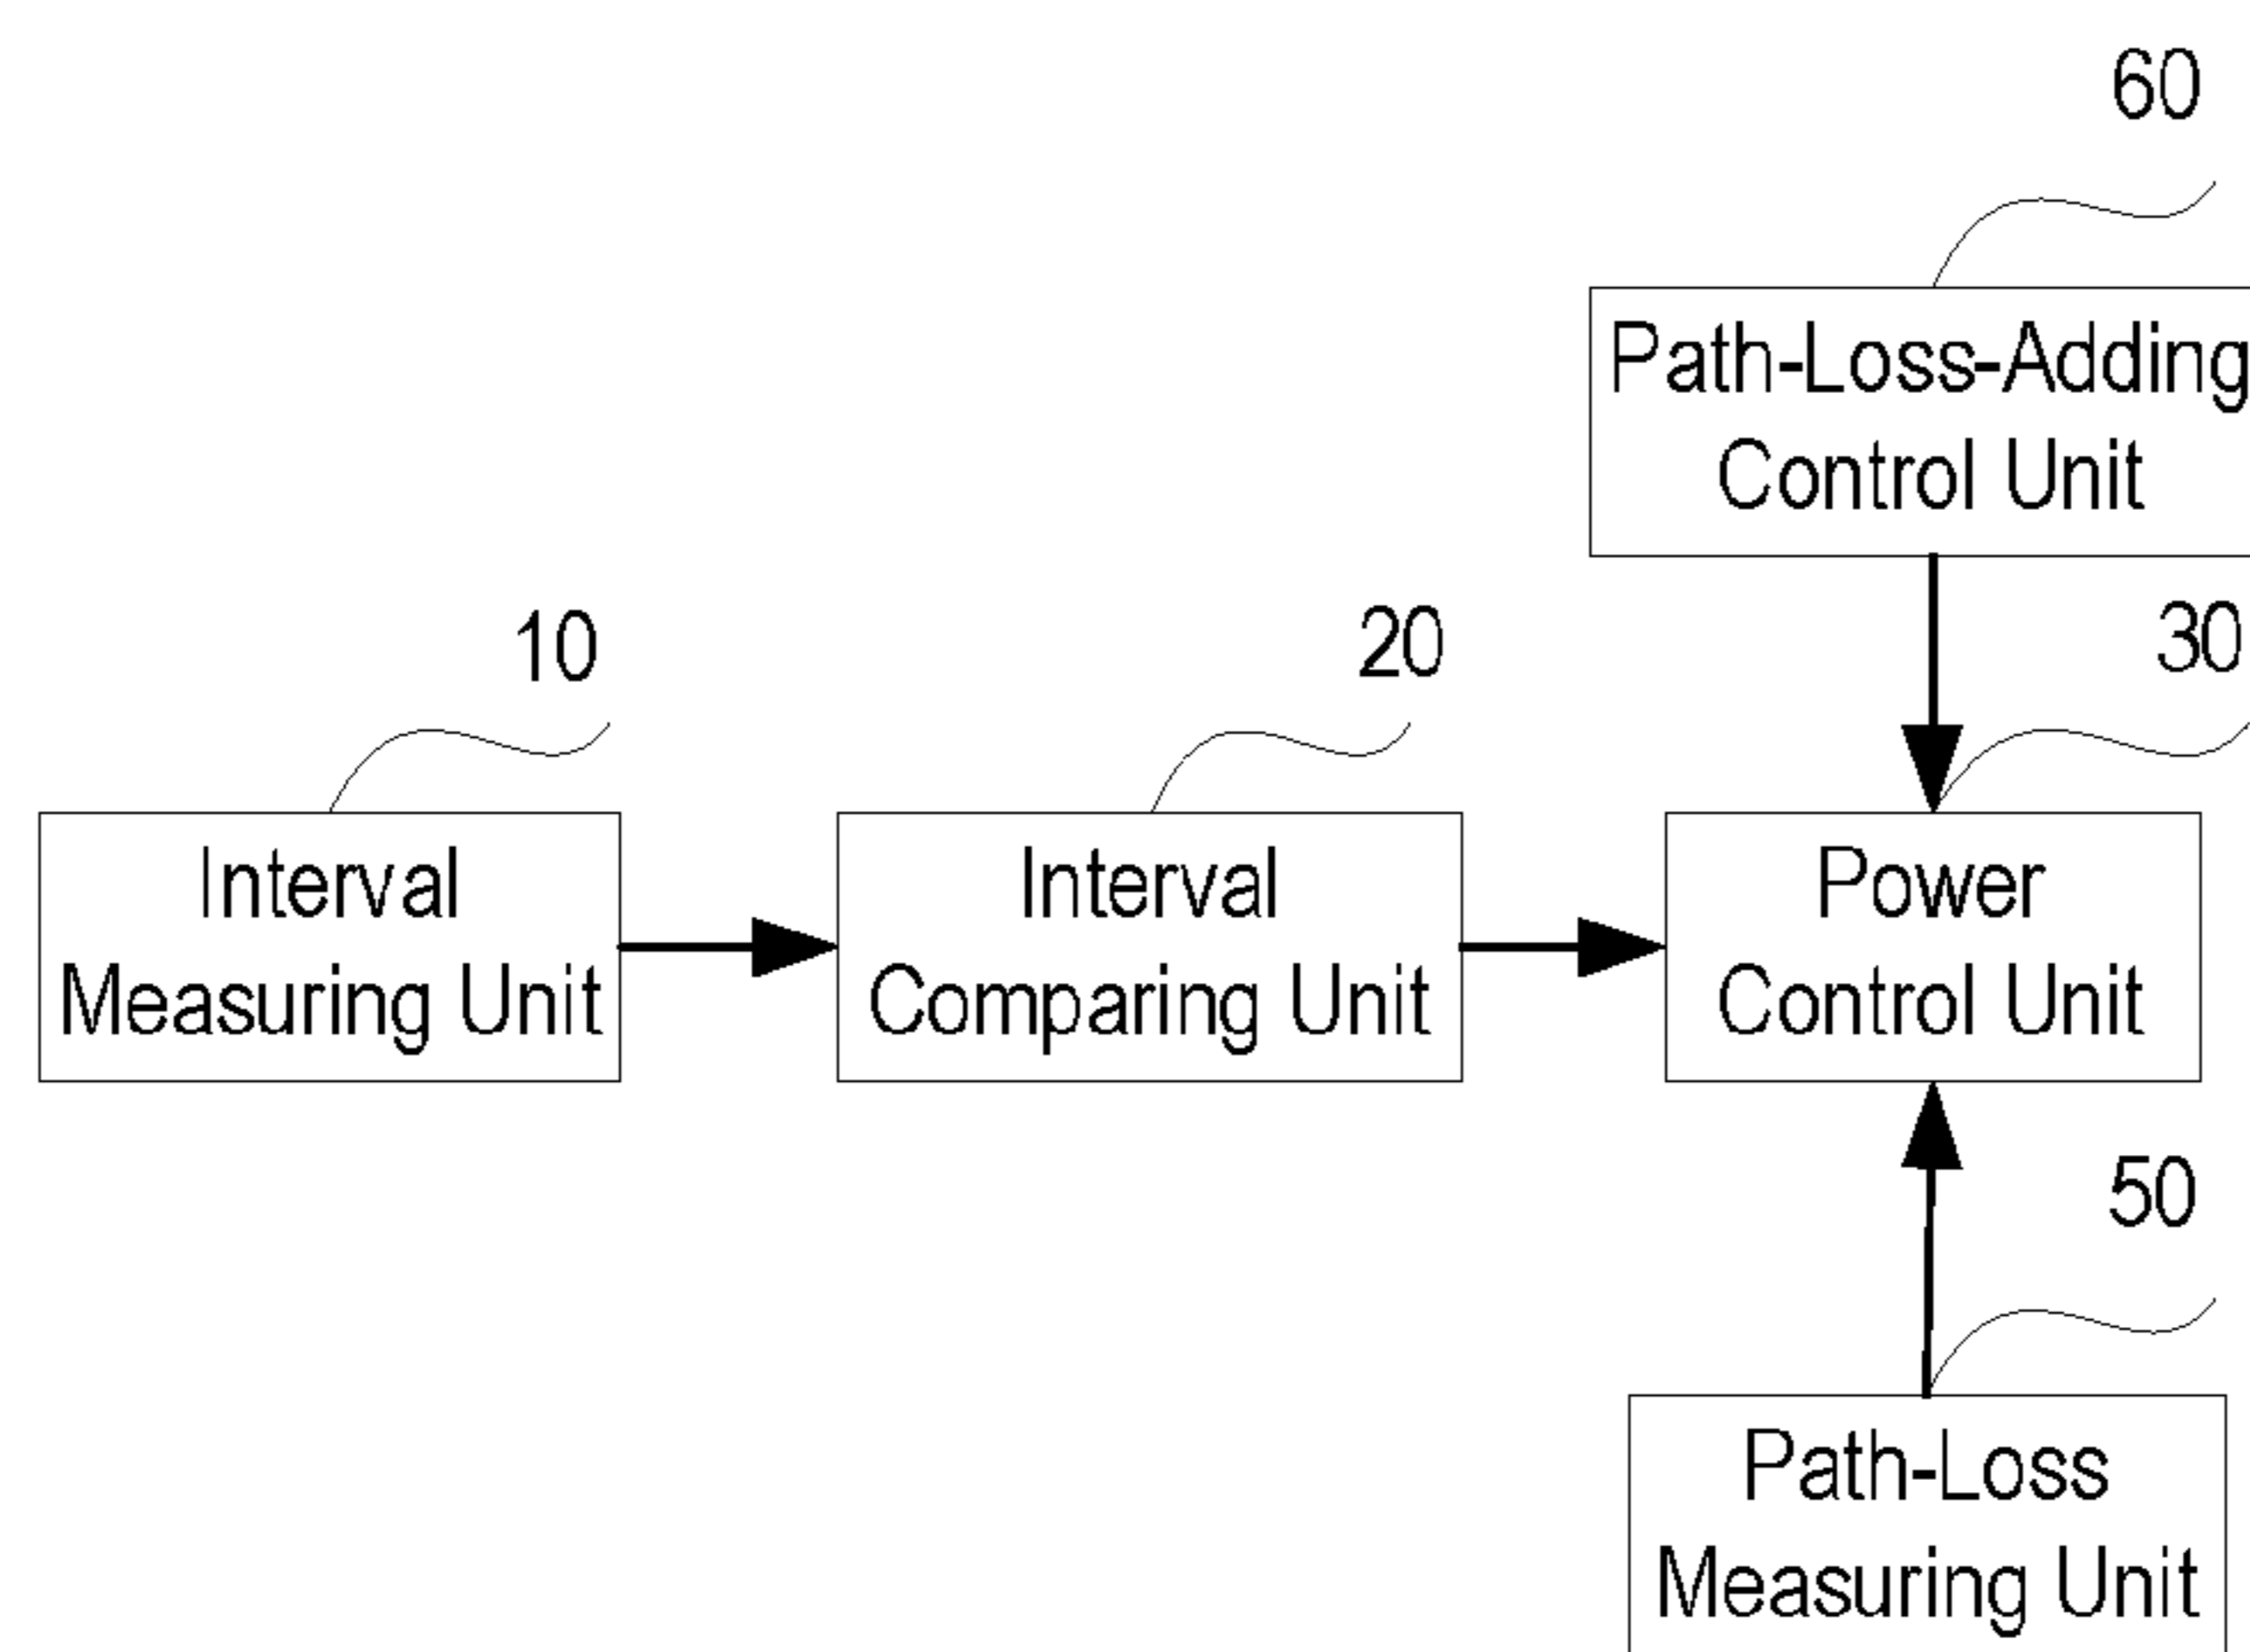 60
Path-Loss-Adding
Control Unit
10
20
30
Interval
Measuring Unit
Interval
Comparing Unit
Power
Control Unit
50
Path-Loss
Measuring Unit